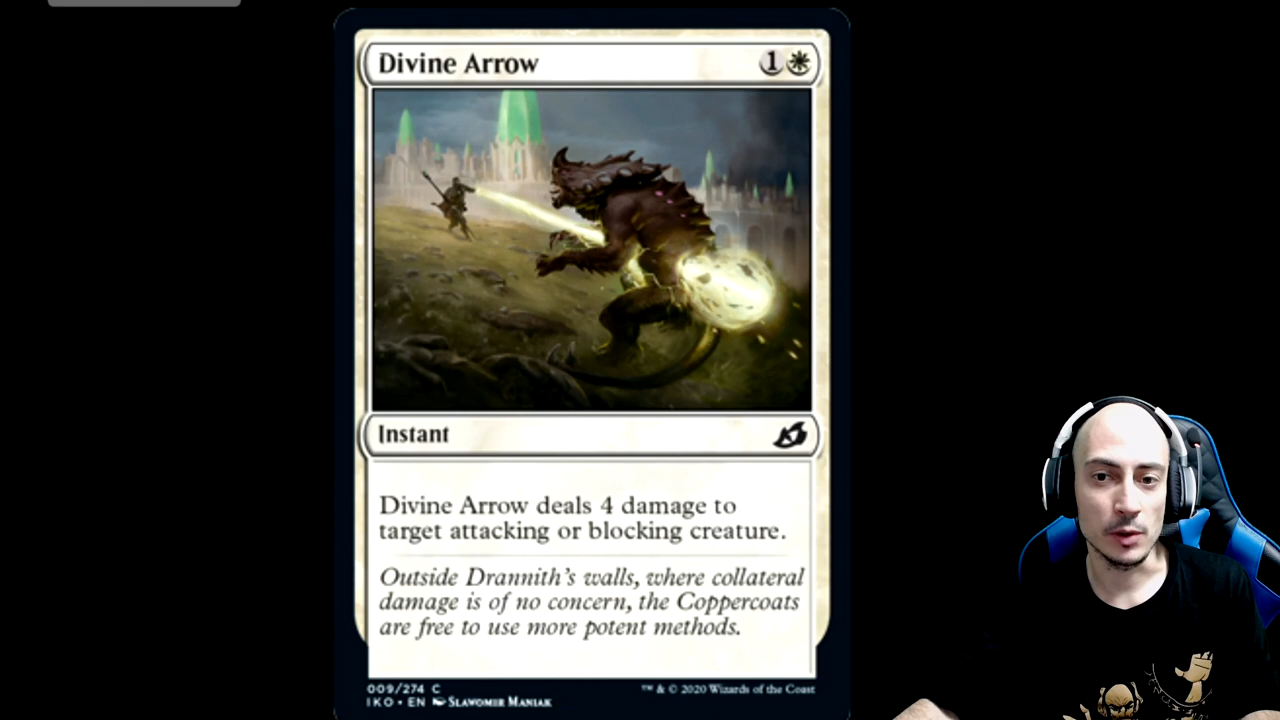 Divine Arrow 1
Instant
Divine Arrow deals 4 damage to
target attacking or blocking creature.
Outside Drannith's walls, where collateral
damage is of no concern, the Coppercoats
are free to use more potent methods.
009/274 C
IKO • EN Slawomir Maniak
™ & © 2020 Wizards of the Coast